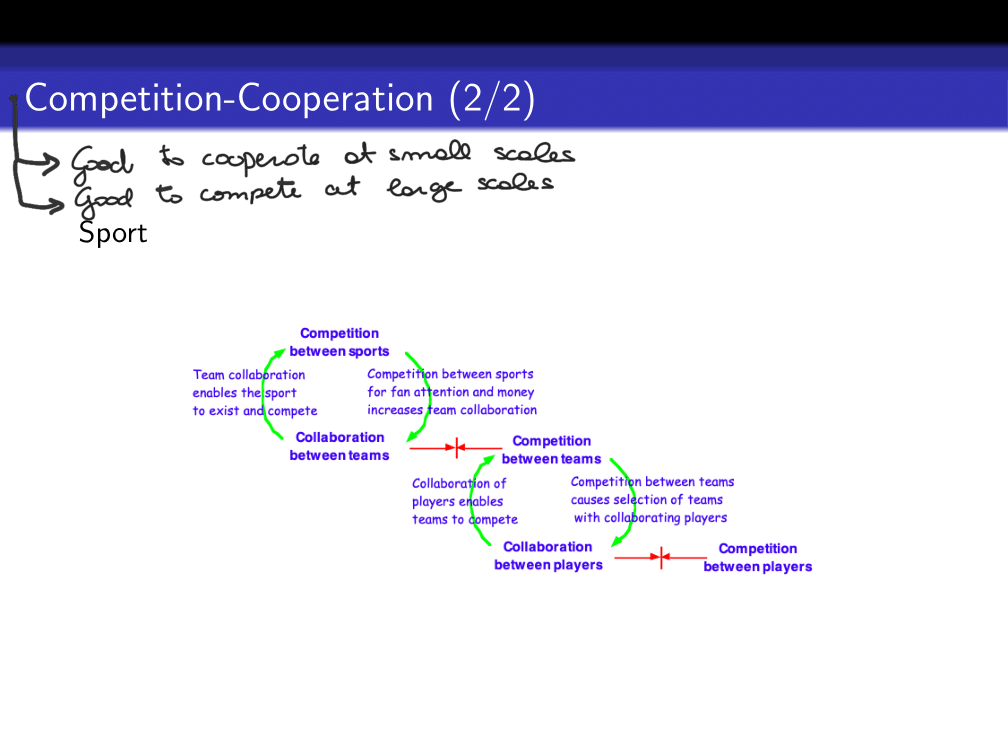 Competition-Cooperation (2/2)
Good to cooperate at small scales
Good to compete at large scales
Sport
Competition
between sports
Team collaboration
enables the sport
to exist and compete
Competition between sports
for fan attention and money
increases team collaboration
Collaboration
between teams
Competition
between teams
Collaboration of
players enables
teams to compete
Competition between teams
causes selection of teams
with collaborating players
Collaboration
between players
Competition
between players